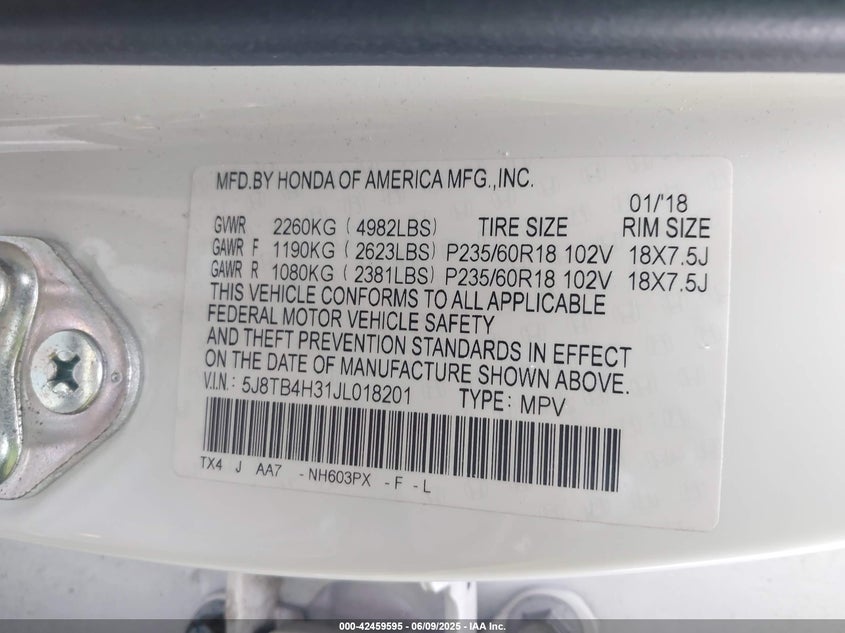 MFD.BY HONDA OF AMERICA MFG.,INC.
01/'18
GVWR 2260KG ( 4982LBS) TIRE SIZE RIM SIZE
GAWR F 1190KG ( 2623LBS) P235/60R18 102V 18X7.5J
GAWR R 1080KG ( 2381LBS) P235/60R18 102V 18X7.5J
THIS VEHICLE CONFORMS TO ALL APPLICABLE
FEDERAL MOTOR VEHICLE SAFETY
AND THEFT PREVENTION STANDARDS IN EFFECT
ON THE DATE OF MANUFACTURE SHOWN ABOVE.
V.I.N.: 5J8TB4H31JL018201 TYPE: MPV
TX4 J AA7 -NH603PX -F -L
000-42459595 - 06/09/2025 - IAA Inc.